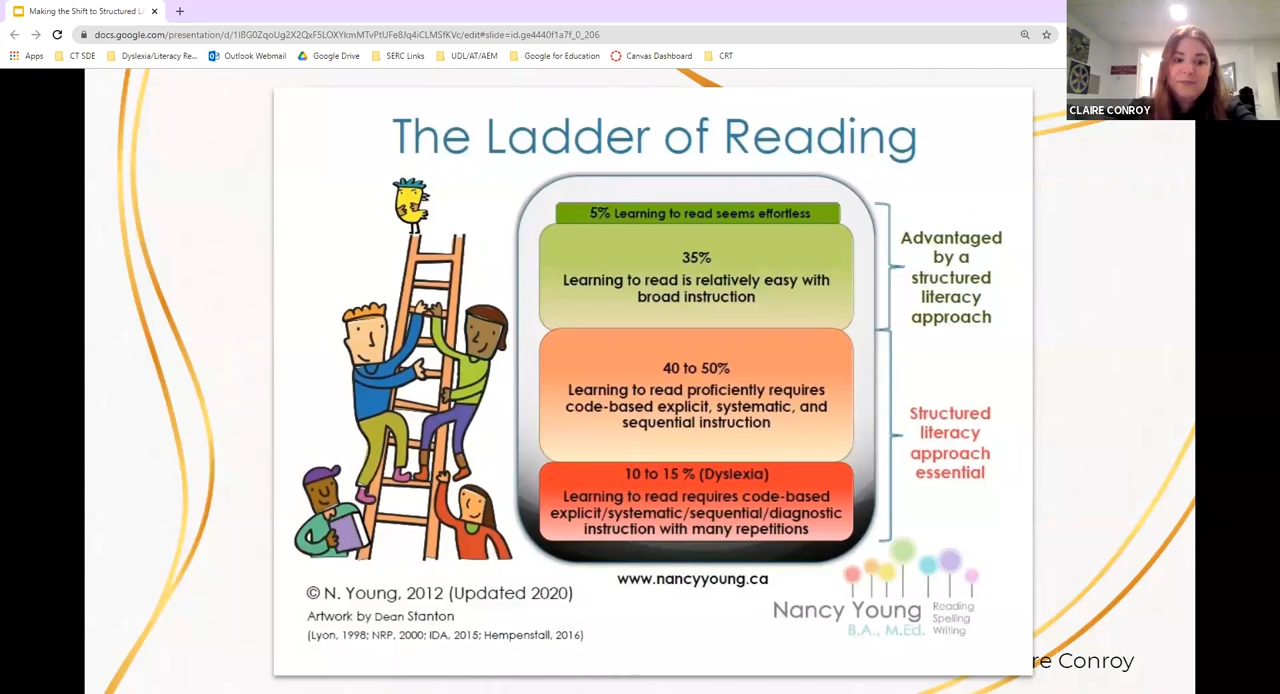 Making the Shift to Structured Li
docs.google.com/presentation/d/1IBG0ZqoUg2X2QxF5LOXYkmMTvPtUFe8Jq4iCLMSfKVc/edit#slide=id.ge4440f1a7f_0_206
Apps CT SDE Dyslexia/Literacy Re... Outlook Webmail Google Drive SERC Links UDL/AT/AEM Google for Education Canvas Dashboard CRT
CLAIRE CONROY
The Ladder of Reading
5% Learning to read seems effortless
35%
Learning to read is relatively easy with
broad instruction
40 to 50%
Learning to read proficiently requires
code-based explicit, systematic, and
sequential instruction
10 to 15 % (Dyslexia)
Learning to read requires code-based
explicit/systematic/sequential/diagnostic
instruction with many repetitions
Advantaged
by a
structured
literacy
approach
Structured
literacy
approach
essential
www.nancyyoung.ca
© N. Young, 2012 (Updated 2020)
Artwork by Dean Stanton
(Lyon, 1998; NRP, 2000; IDA, 2015; Hempenstall, 2016)
Nancy Young
B.A., M.Ed.
Reading
Spelling
Writing
re Conroy